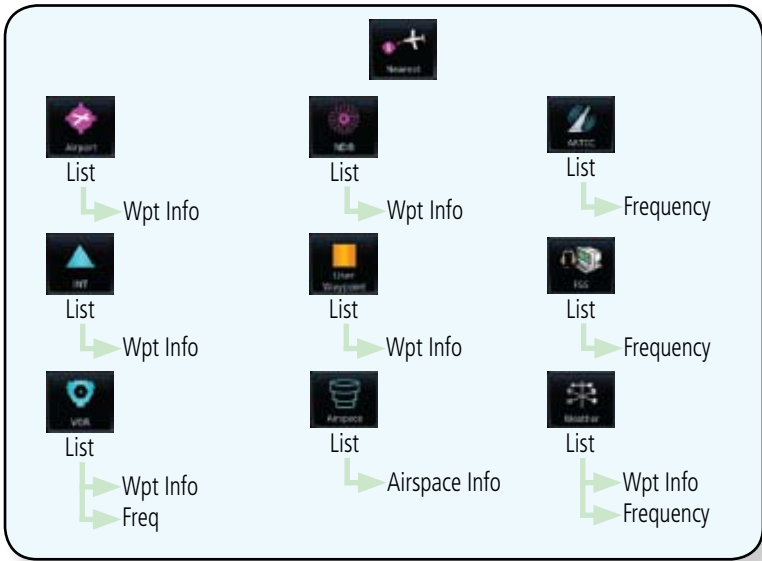 Nearest
Airport
List
Wpt Info
NDB
List
Wpt Info
ARTCC
List
Frequency
INT
List
Wpt Info
User
Waypoint
List
Wpt Info
FSS
List
Frequency
VOR
List
Wpt Info
Freq
Airspace
List
Airspace Info
Weather
List
Wpt Info
Frequency